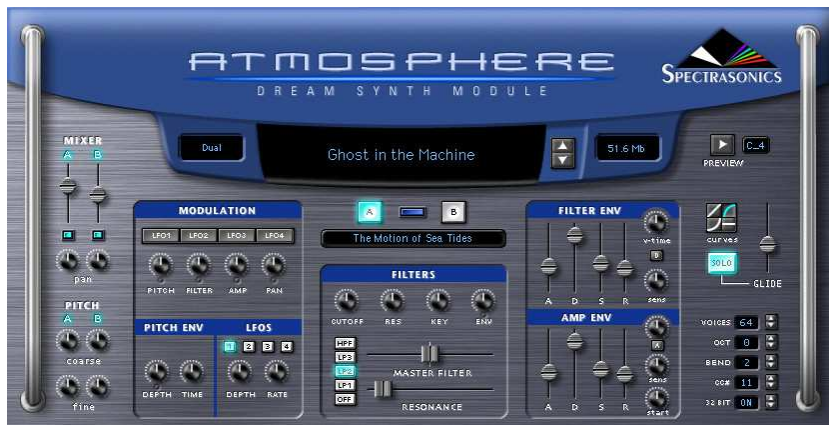 ATMOSPHERE
DREAM SYNTH MODULE
SPECTRASONICS
Dual
Ghost in the Machine
51.6 Mb
PREVIEW
C_4
MIXER
A B
pan
PITCH
A B
coarse
fine
MODULATION
LFO1 LFO2 LFO3 LFO4
PITCH FILTER AMP PAN
PITCH ENV
DEPTH TIME
LFOS
1 2 3 4
DEPTH RATE
A B
The Motion of Sea Tides
FILTERS
CUTOFF RES KEY ENV
HPF
LP3
LP2
LP1
OFF
MASTER FILTER
RESONANCE
FILTER ENV
v-time
sens
A D S R
AMP ENV
A
sens
start
A D S R
curves
SOLO
GLIDE
VOICES 64
OCT 0
BEND 2
CC# 11
32 BIT ON